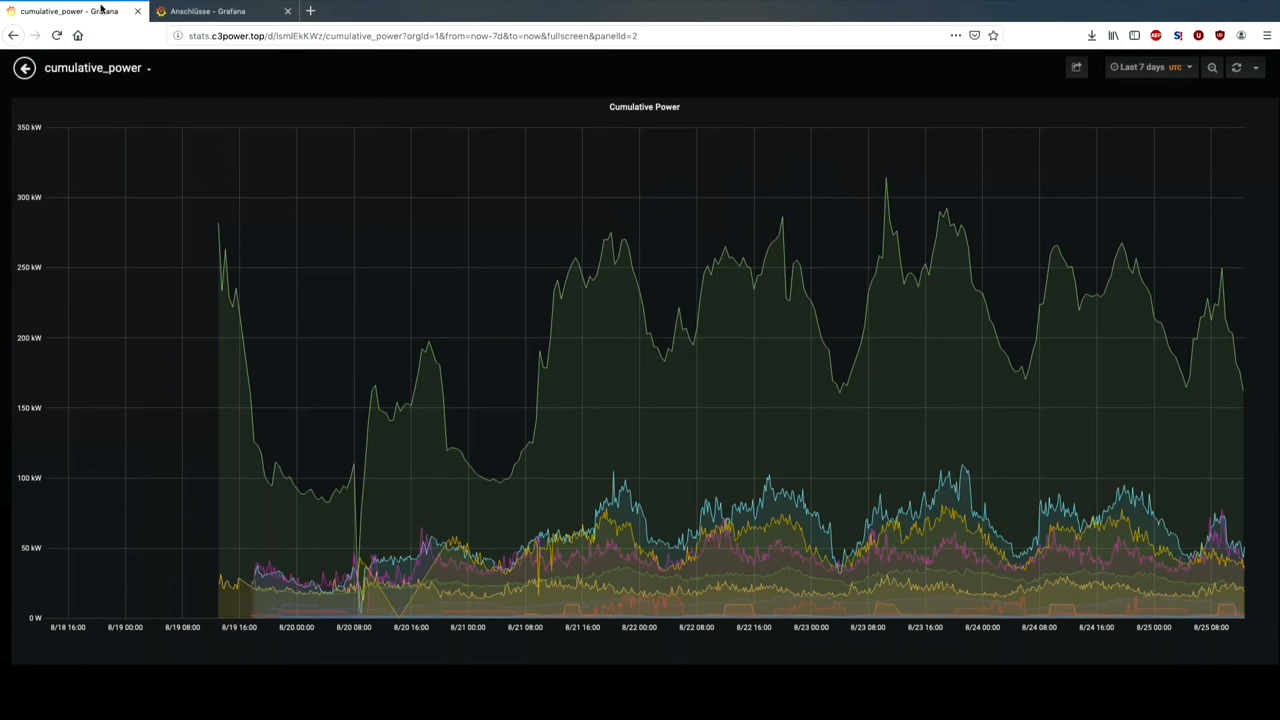 cumulative_power - Grafana
Anschlüsse - Grafana
stats.c3power.top/d/IsmlEkKWz/cumulative_power?orgId=1&from=now-7d&to=now&fullscreen&panelId=2
ABP
S!
cumulative_power
Last 7 days UTC
Cumulative Power
350 kW
300 kW
250 kW
200 kW
150 kW
100 kW
50 kW
0 W
8/18 16:00 8/19 00:00 8/19 08:00 8/19 16:00 8/20 00:00 8/20 08:00 8/20 16:00 8/21 00:00 8/21 08:00 8/21 16:00 8/22 00:00 8/22 08:00 8/22 16:00 8/23 00:00 8/23 08:00 8/23 16:00 8/24 00:00 8/24 08:00 8/24 16:00 8/25 00:00 8/25 08:00